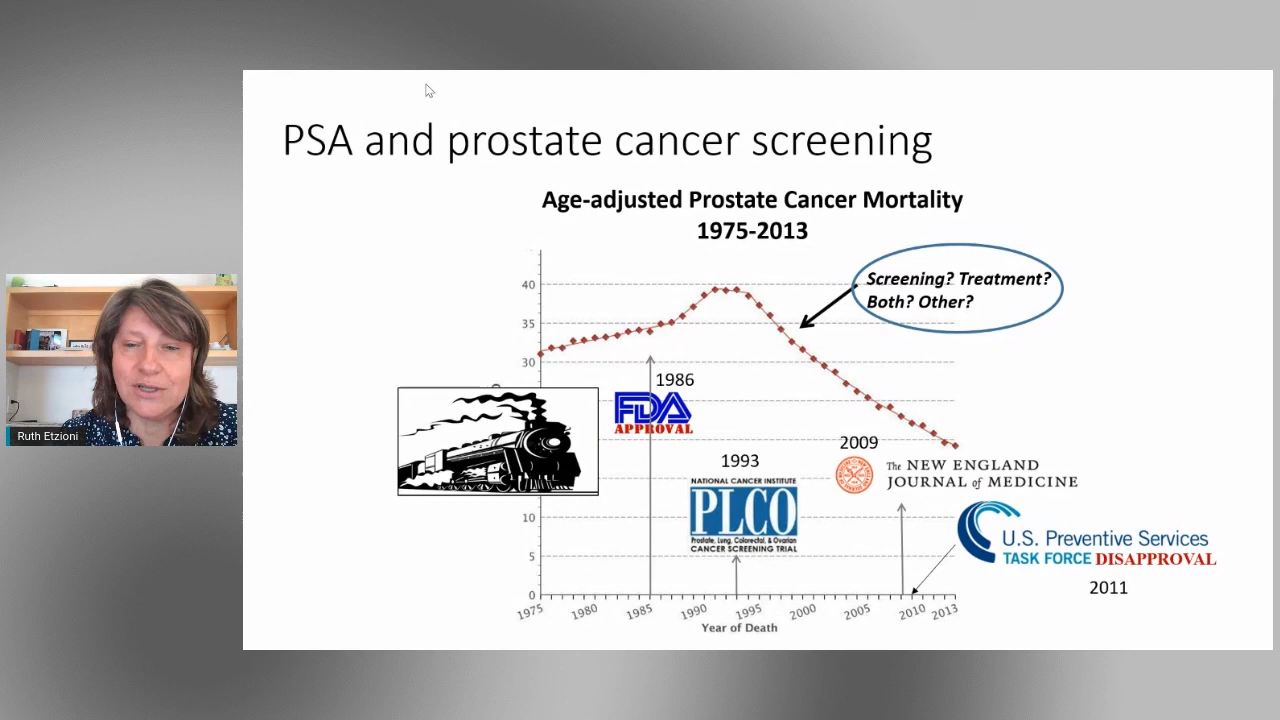 PSA and prostate cancer screening
Age-adjusted Prostate Cancer Mortality
1975-2013
Screening? Treatment?
Both? Other?
40
35
30
10
5
0
1986
FDA
APPROVAL
1993
NATIONAL CANCER INSTITUTE
PLCO
Prostate, Lung, Colorectal, & Ovarian
CANCER SCREENING TRIAL
2009
The NEW ENGLAND
JOURNAL of MEDICINE
U.S. Preventive Services
TASK FORCE DISAPPROVAL
2011
1975 1980 1985 1990 1995 2000 2005 2010 2013
Year of Death
Ruth Etzioni